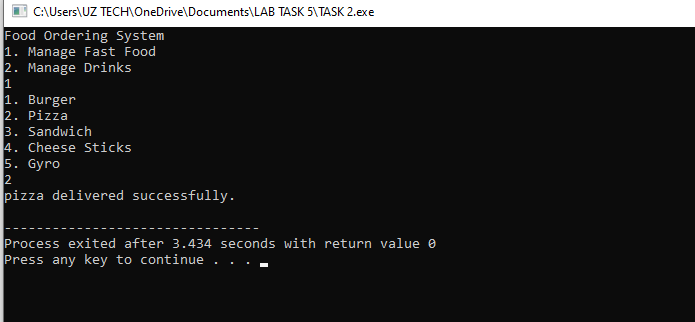 C:\Users\UZ TECH\OneDrive\Documents\LAB TASK 5\TASK 2.exe
Food Ordering System
1. Manage Fast Food
2. Manage Drinks
1
1. Burger
2. Pizza
3. Sandwich
4. Cheese Sticks
5. Gyro
2
pizza delivered successfully.
--------------------------------
Process exited after 3.434 seconds with return value 0
Press any key to continue . . .